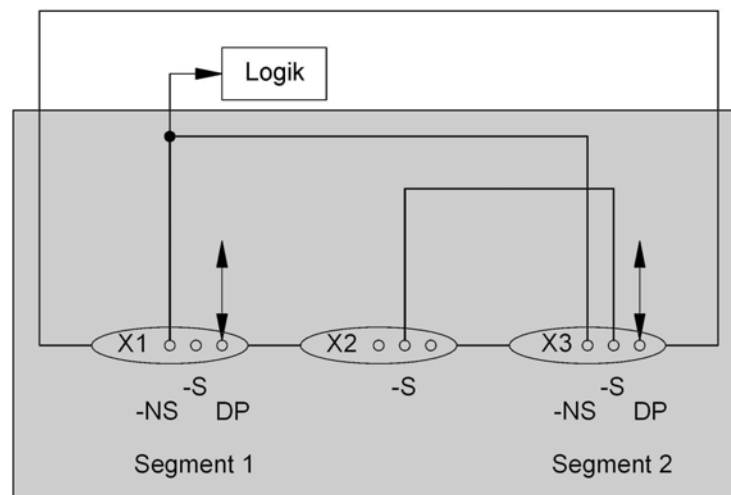 Logik
X1 X2 X3
-S -S -S
-NS DP -NS DP
Segment 1 Segment 2